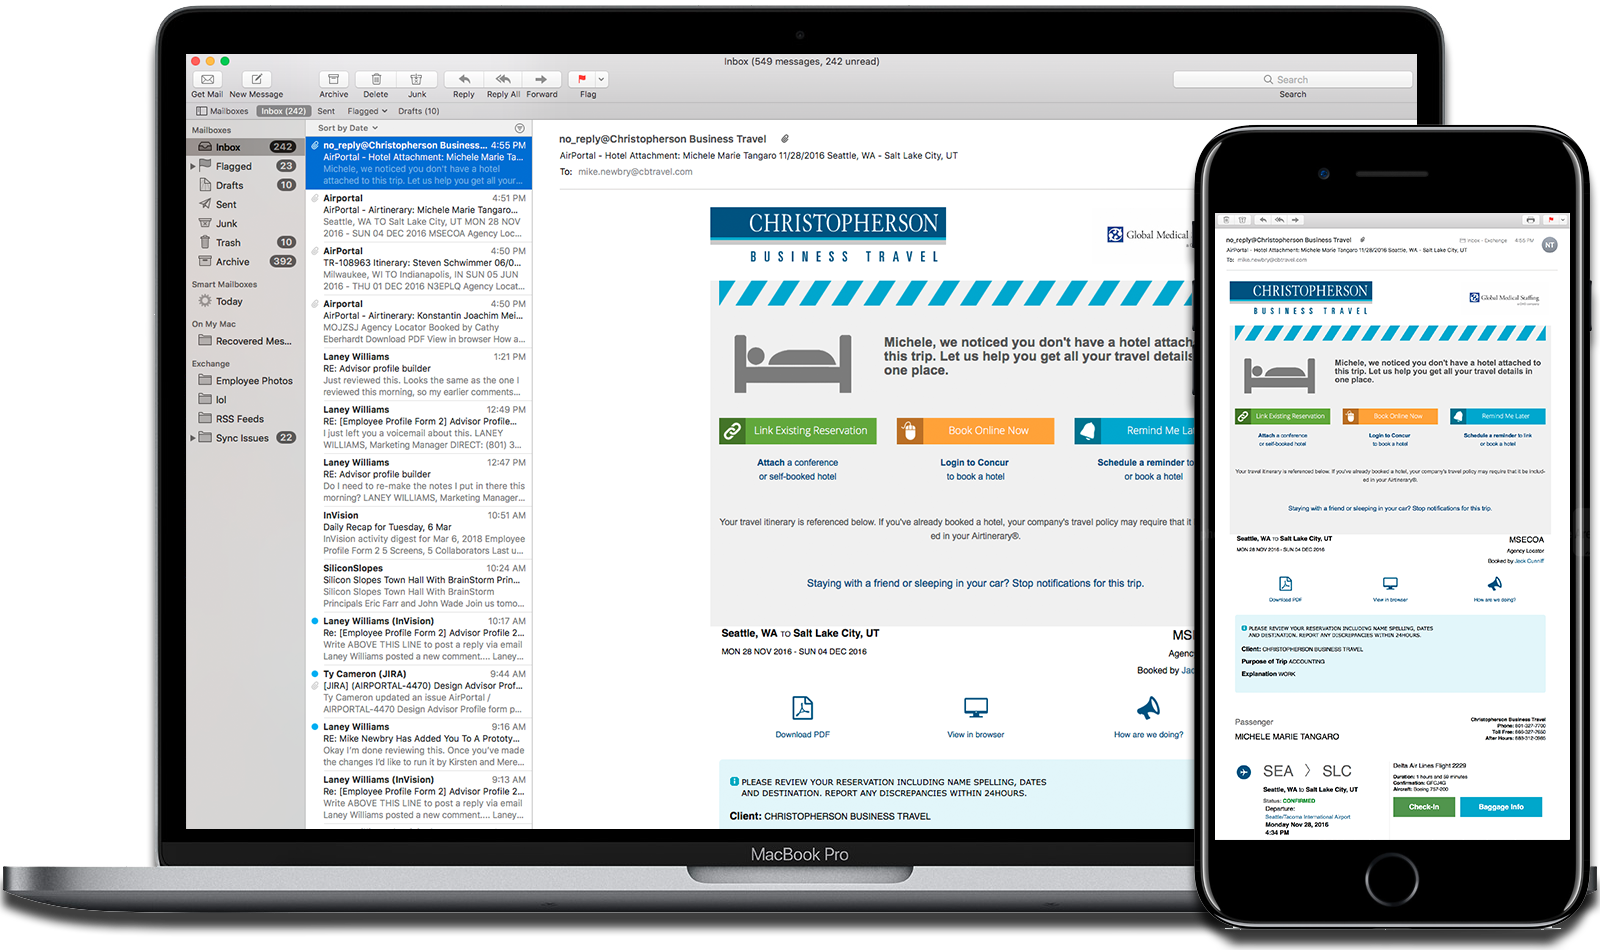 Inbox (549 messages, 242 unread)
Search
Get Mail New Message Archive Delete Junk Reply Reply All Forward Flag Search
Mailboxes Inbox (242) Sent Flagged Drafts (10)
Mailboxes
Inbox 242
Flagged 23
Drafts 10
Sent
Junk
Trash 10
Archive 392
Smart Mailboxes
Today
On My Mac
Recovered Mes...
Exchange
Employee Photos
lol
RSS Feeds
Sync Issues 22
Sort by Date
no_reply@Christopherson Business... 4:55 PM
AirPortal - Hotel Attachment: Michele Marie Ta...
Michele, we noticed you don't have a hotel
attached to this trip. Let us help you get all your...
Airportal 4:51 PM
AirPortal - Airtinerary: Michele Marie Tangaro...
Seattle, WA TO Salt Lake City, UT MON 28 NOV
2016 - SUN 04 DEC 2016 MSECOA Agency Loc...
AirPortal 4:50 PM
TR-108963 Itinerary: Steven Schwimmer 06/0...
Milwaukee, WI TO Indianapolis, IN SUN 05 JUN
2016 - THU 01 DEC 2016 N3EPLQ Agency Locat...
Airportal 4:50 PM
AirPortal - Airtinerary: Konstantin Joachim Mei...
MOJZSJ Agency Locator Booked by Cathy
Eberhardt Download PDF View in browser How a...
Laney Williams 1:21 PM
RE: Advisor profile builder
Just reviewed this. Looks the same as the one I
reviewed this morning, so my earlier comments...
Laney Williams 12:49 PM
RE: [Employee Profile Form 2] Advisor Profile...
I just left you a voicemail about this. LANEY
WILLIAMS, Marketing Manager DIRECT: (801) 3...
Laney Williams 12:47 PM
RE: Advisor profile builder
Do I need to re-make the notes I put in there this
morning? LANEY WILLIAMS, Marketing Manager...
InVision 10:51 AM
Daily Recap for Tuesday, 6 Mar
InVision activity digest for Mar 6, 2018 Employee
Profile Form 2 5 Screens, 5 Collaborators Last u...
SiliconSlopes 10:24 AM
Silicon Slopes Town Hall With BrainStorm Prin...
Silicon Slopes Town Hall With BrainStorm
Principals Eric Farr and John Wade Join us tomo...
Laney Williams (InVision) 10:17 AM
Re: [Employee Profile Form 2] Advisor Profile 2...
Write ABOVE THIS LINE to post a reply via email
Laney Williams posted a new comment.... Laney...
Ty Cameron (JIRA) 9:44 AM
[JIRA] (AIRPORTAL-4470) Design Advisor Prof...
Ty Cameron updated an issue AirPortal /
AIRPORTAL-4470 Design Advisor Profile form p...
Laney Williams 9:16 AM
RE: Mike Newbry Has Added You To A Prototy...
Okay I'm done reviewing this. Once you've made
the changes I'd like to run it by Kirsten and Mere...
Laney Williams (InVision) 9:13 AM
Re: [Employee Profile Form 2] Advisor Profile 2...
Write ABOVE THIS LINE to post a reply via email
Laney Williams posted a new comment.... Laney...
no_reply@Christopherson Business Travel
AirPortal - Hotel Attachment: Michele Marie Tangaro 11/28/2016 Seattle, WA - Salt Lake City, UT
To: mike.newbry@cbtravel.com
CHRISTOPHERSON
BUSINESS TRAVEL
Global Medical
Michele, we noticed you don't have a hotel attach
this trip. Let us help you get all your travel details
one place.
Link Existing Reservation
Book Online Now
Remind Me Lat
Attach a conference
or self-booked hotel
Login to Concur
to book a hotel
Schedule a reminder to
or book a hotel
Your travel itinerary is referenced below. If you've already booked a hotel, your company's travel policy may require that it
ed in your Airtinerary®.
Staying with a friend or sleeping in your car? Stop notifications for this trip.
Seattle, WA TO Salt Lake City, UT
MON 28 NOV 2016 - SUN 04 DEC 2016
MS
Agenc
Booked by Jac
Download PDF
View in browser
How are we doing?
PLEASE REVIEW YOUR RESERVATION INCLUDING NAME SPELLING, DATES
AND DESTINATION. REPORT ANY DISCREPANCIES WITHIN 24HOURS.
Client: CHRISTOPHERSON BUSINESS TRAVEL
MacBook Pro
no_reply@Christopherson Business Travel
Inbox - Exchange 4:55 PM
NT
AirPortal - Hotel Attachment: Michele Marie Tangaro 11/28/2016 Seattle, WA - Salt Lake City, UT
To: mike.newbry@cbtravel.com
CHRISTOPHERSON
BUSINESS TRAVEL
Global Medical Staffing
Michele, we noticed you don't have a hotel attached to
this trip. Let us help you get all your travel details in
one place.
Link Existing Reservation
Book Online Now
Remind Me Later
Attach a conference
or self-booked hotel
Login to Concur
to book a hotel
Schedule a reminder to link
or book a hotel
Your travel itinerary is referenced below. If you've already booked a hotel, your company's travel policy may require that it be includ-
ed in your Airtinerary®.
Staying with a friend or sleeping in your car? Stop notifications for this trip.
Seattle, WA TO Salt Lake City, UT
MON 28 NOV 2016 - SUN 04 DEC 2016
MSECOA
Agency Locator
Booked by Jack Cunniff
Download PDF
View in browser
How are we doing?
PLEASE REVIEW YOUR RESERVATION INCLUDING NAME SPELLING, DATES
AND DESTINATION. REPORT ANY DISCREPANCIES WITHIN 24HOURS.
Client: CHRISTOPHERSON BUSINESS TRAVEL
Purpose of Trip ACCOUNTING
Explanation WORK
Passenger
MICHELE MARIE TANGARO
Christopherson Business Travel
Phone: 801-327-7700
Toll Free: 866-327-7650
After Hours:
SEA SLC
Seattle, WA to Salt Lake City, UT
Status: CONFIRMED
Departure:
Seattle/Tacoma International Airport
Monday Nov 28, 2016
4:34 PM
Delta Air Lines Flight 2229
Duration: 1 hours and 59 minutes
Confirmation: GFCJ4G
Aircraft: Boeing 757-200
Check-In
Baggage Info